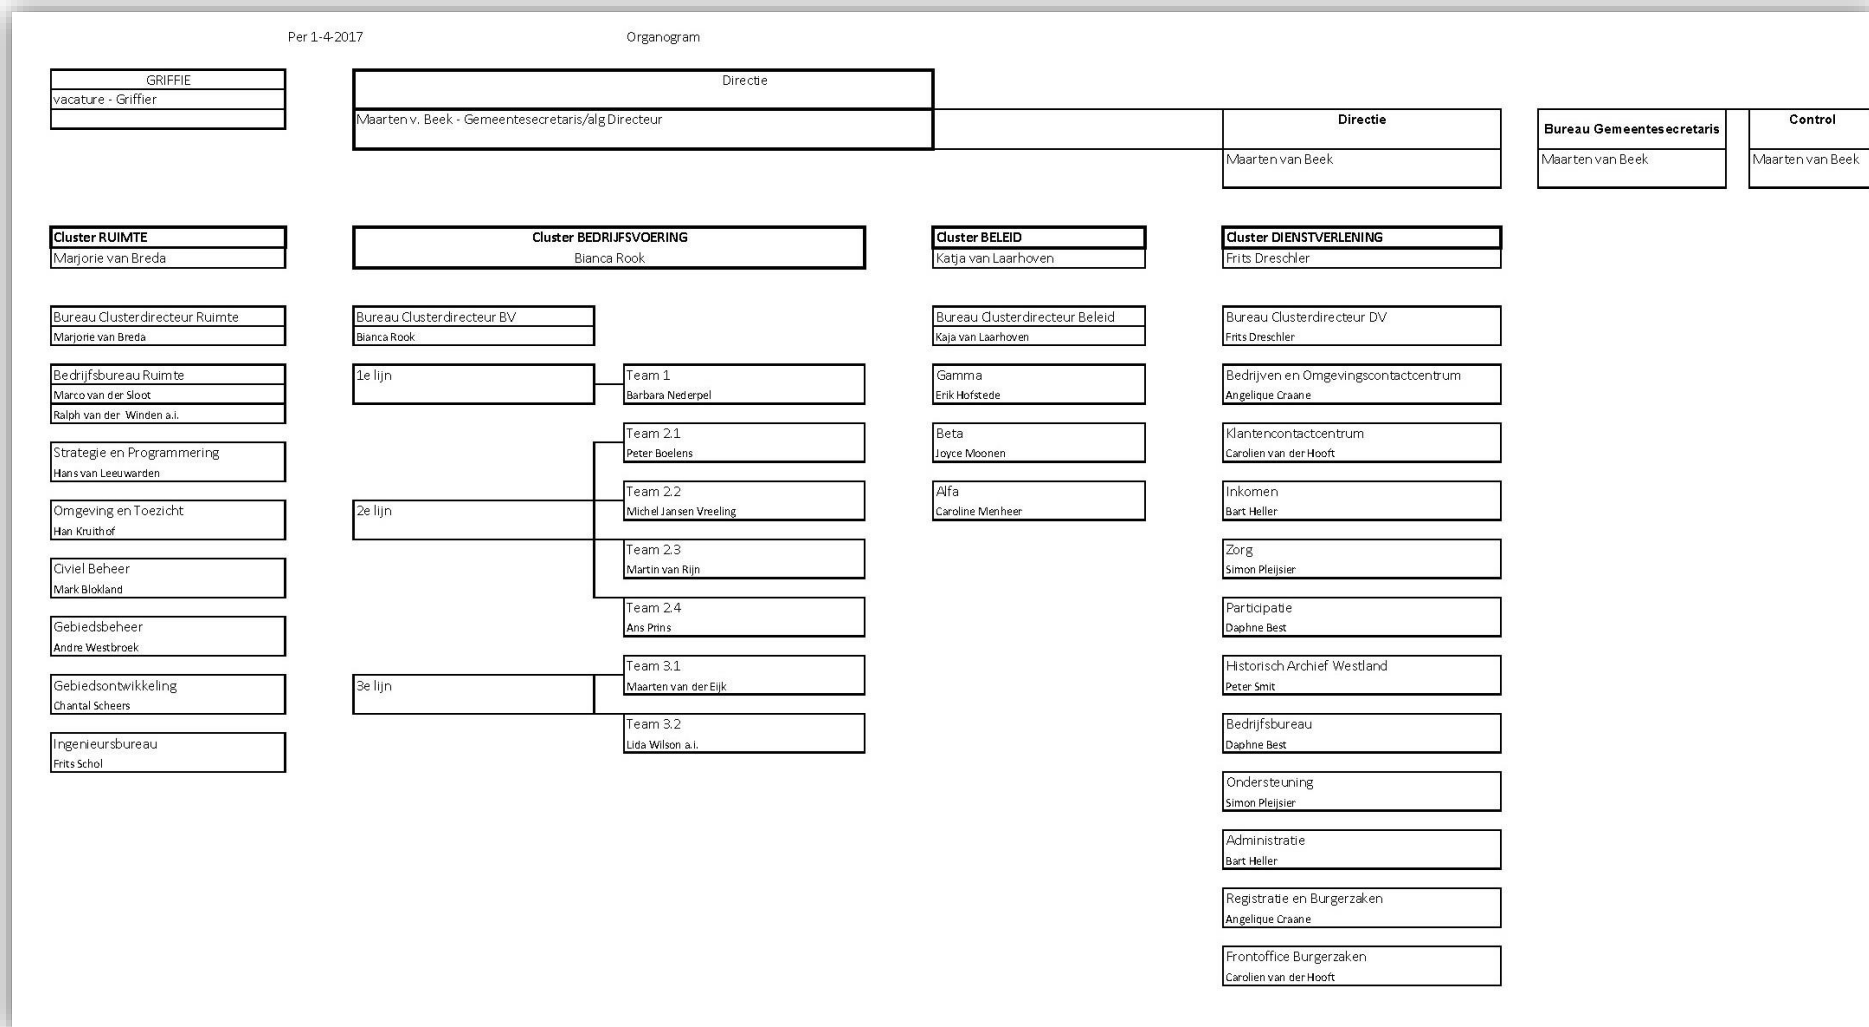 Per 1-4-2017
Organogram
GRIFFIE
vacature - Griffier
Directie
Maarten v. Beek - Gemeentesecretaris/alg Directeur
Directie
Maarten van Beek
Bureau Gemeentesecretaris
Maarten van Beek
Control
Maarten van Beek
Cluster RUIMTE
Marjorie van Breda
Bureau Clusterdirecteur Ruimte
Marjorie van Breda
Bedrijfsbureau Ruimte
Marco van der Sloot
Ralph van der Winden a.i.
Strategie en Programmering
Hans van Leeuwarden
Omgeving en Toezicht
Han Kruithof
Civiel Beheer
Mark Blokland
Gebiedsbeheer
Andre Westbroek
Gebiedsontwikkeling
Chantal Scheers
Ingenieursbureau
Frits Schol
Cluster BEDRIJFSVOERING
Bianca Rook
Bureau Clusterdirecteur BV
Bianca Rook
1e lijn
Team 1
Barbara Nederpel
2e lijn
Team 2.1
Peter Boelens
Team 2.2
Michel Jansen Vreeling
Team 2.3
Martin van Rijn
Team 2.4
Ans Prins
3e lijn
Team 3.1
Maarten van der Eijk
Team 3.2
Lida Wilson a.i.
Cluster BELEID
Katja van Laarhoven
Bureau Clusterdirecteur Beleid
Kaja van Laarhoven
Gamma
Erik Hofstede
Beta
Joyce Moonen
Alfa
Caroline Menheer
Cluster DIENSTVERLENING
Frits Dreschler
Bureau Clusterdirecteur DV
Frits Dreschler
Bedrijven en Omgevingscontactcentrum
Angelique Craane
Klantencontactcentrum
Carolien van der Hooft
Inkomen
Bart Heller
Zorg
Simon Pleijsier
Participatie
Daphne Best
Historisch Archief Westland
Peter Smit
Bedrijfsbureau
Daphne Best
Ondersteuning
Simon Pleijsier
Administratie
Bart Heller
Registratie en Burgerzaken
Angelique Craane
Frontoffice Burgerzaken
Carolien van der Hooft